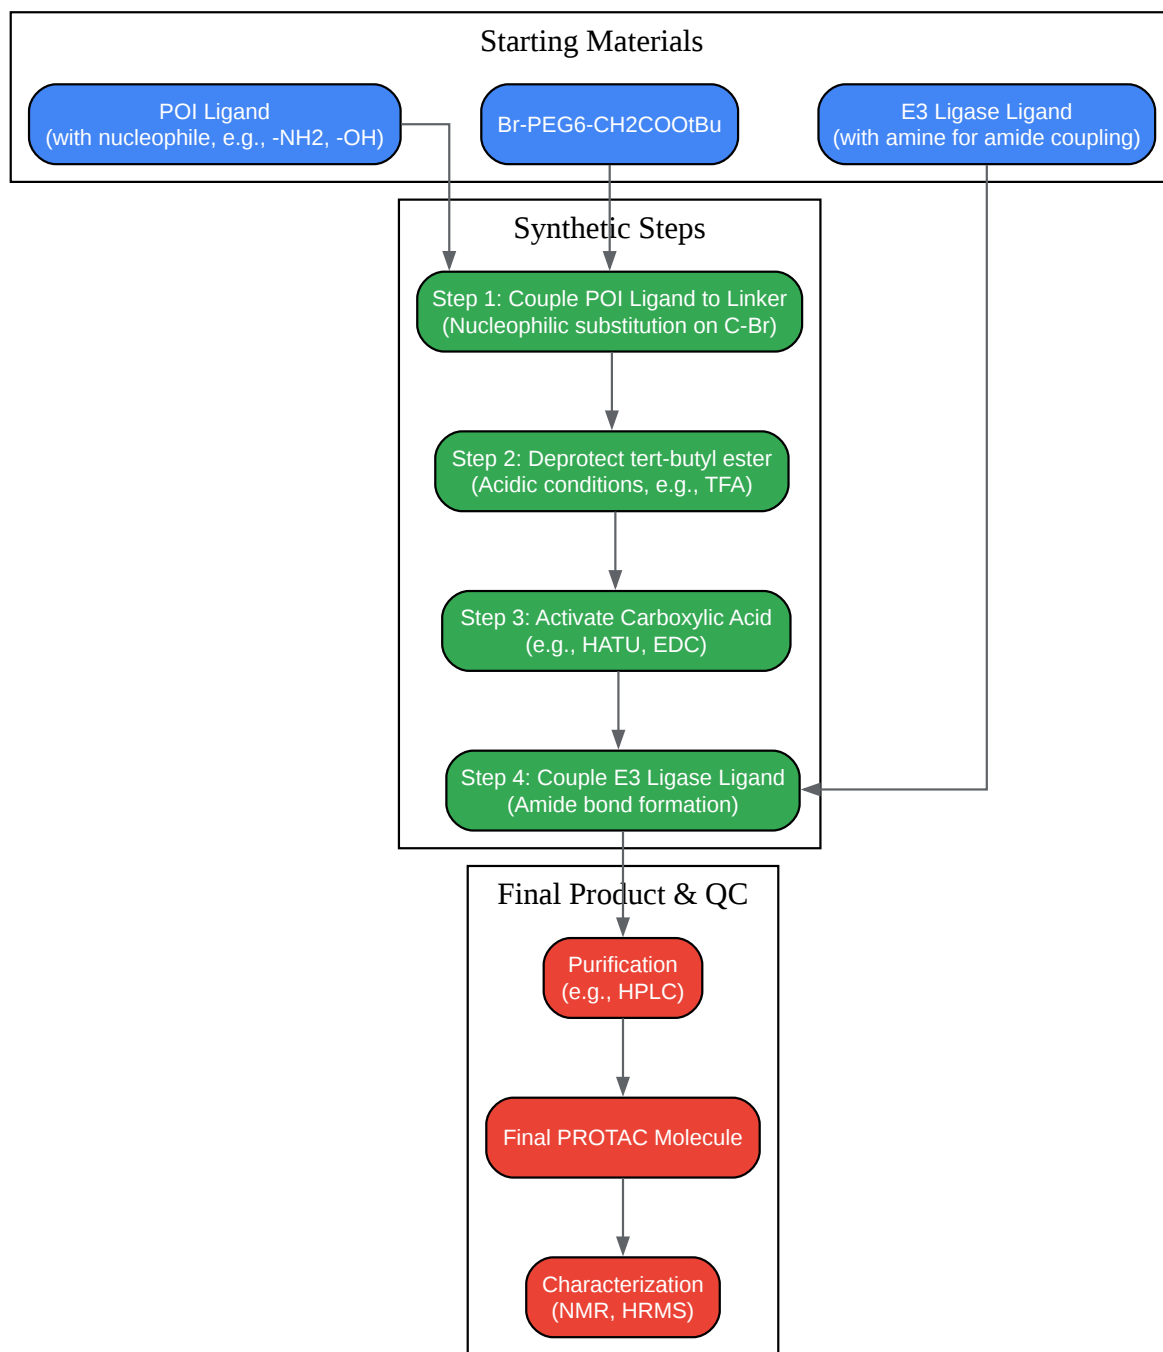 Starting Materials
POI Ligand
(with nucleophile, e.g., -NH2, -OH)
Br-PEG6-CH2COOtBu
E3 Ligase Ligand
(with amine for amide coupling)
Synthetic Steps
Step 1: Couple POI Ligand to Linker
(Nucleophilic substitution on C-Br)
Step 2: Deprotect tert-butyl ester
(Acidic conditions, e.g., TFA)
Step 3: Activate Carboxylic Acid
(e.g., HATU, EDC)
Step 4: Couple E3 Ligase Ligand
(Amide bond formation)
Final Product & QC
Purification
(e.g., HPLC)
Final PROTAC Molecule
Characterization
(NMR, HRMS)